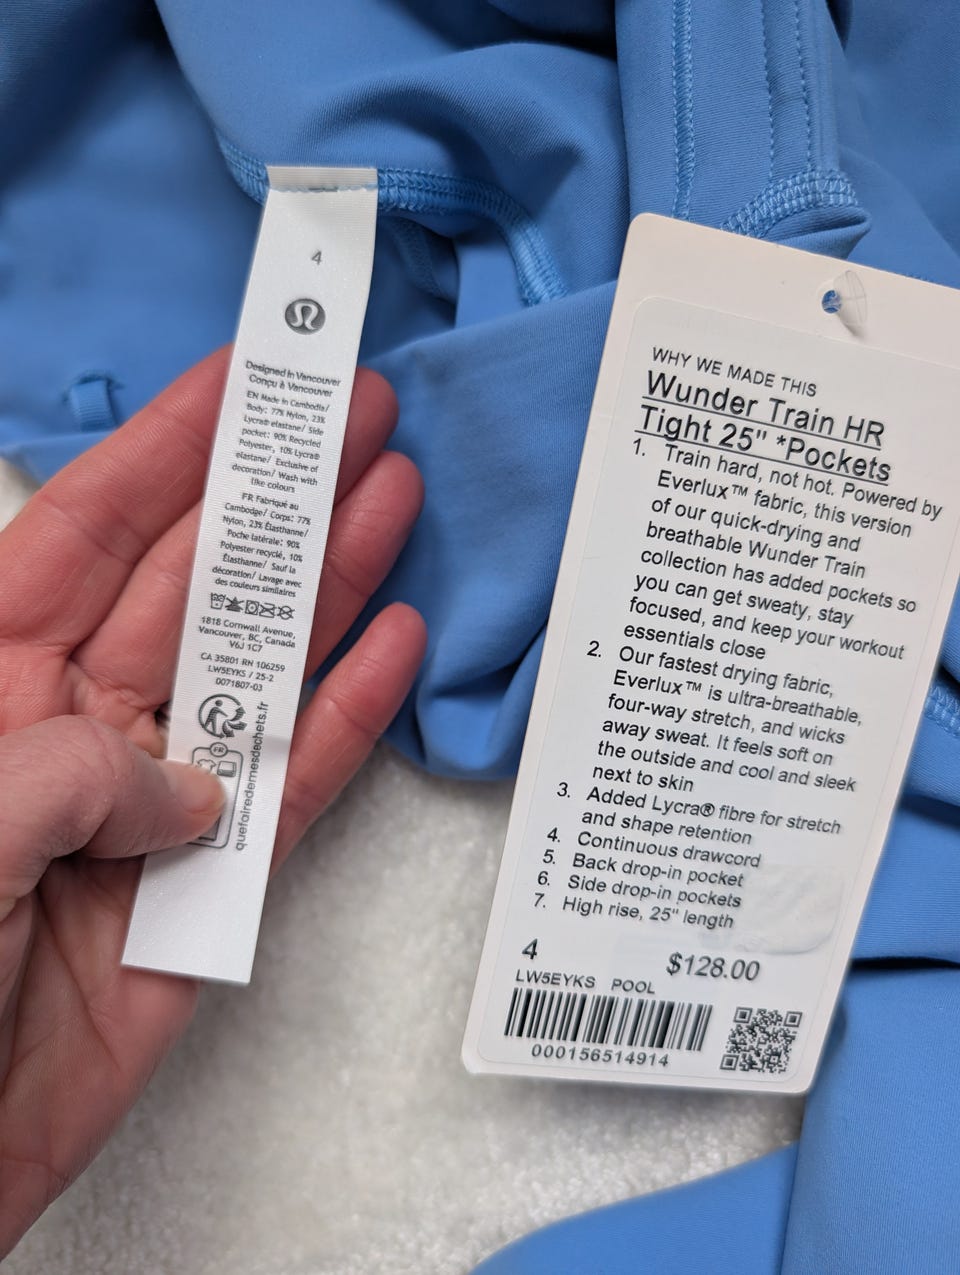 4
Designed in Vancouver
Conçu à Vancouver
EN Made in Cambodia/
Body: 77% Nylon, 23%
Lycra® elastane/ Side
pocket: 90% Recycled
Polyester, 10% Lycra®
elastane/ Exclusive of
decoration/ Wash with
like colours
FR Fabriqué au
Cambodge/ Corps: 77%
Nylon, 23% Élasthanne/
Poche latérale: 90%
Polyester recyclé, 10%
Élasthanne/ Sauf la
décoration/ Lavage avec
des couleurs similaires
1818 Cornwall Avenue,
Vancouver, BC, Canada
V6J 1C7
CA 35801 RN 106259
LW5EYKS / 25-2
0071807-03
FR
quefairedemesdechets.fr
WHY WE MADE THIS
Wunder Train HR
Tight 25" *Pockets
1. Train hard, not hot. Powered by
Everlux™ fabric, this version
of our quick-drying and
breathable Wunder Train
collection has added pockets so
you can get sweaty, stay
focused, and keep your workout
essentials close
2. Our fastest drying fabric,
Everlux™ is ultra-breathable,
four-way stretch, and wicks
away sweat. It feels soft on
the outside and cool and sleek
next to skin
3. Added Lycra® fibre for stretch
and shape retention
4. Continuous drawcord
5. Back drop-in pocket
6. Side drop-in pockets
7. High rise, 25" length
4 $128.00
LW5EYKS POOL
000156514914